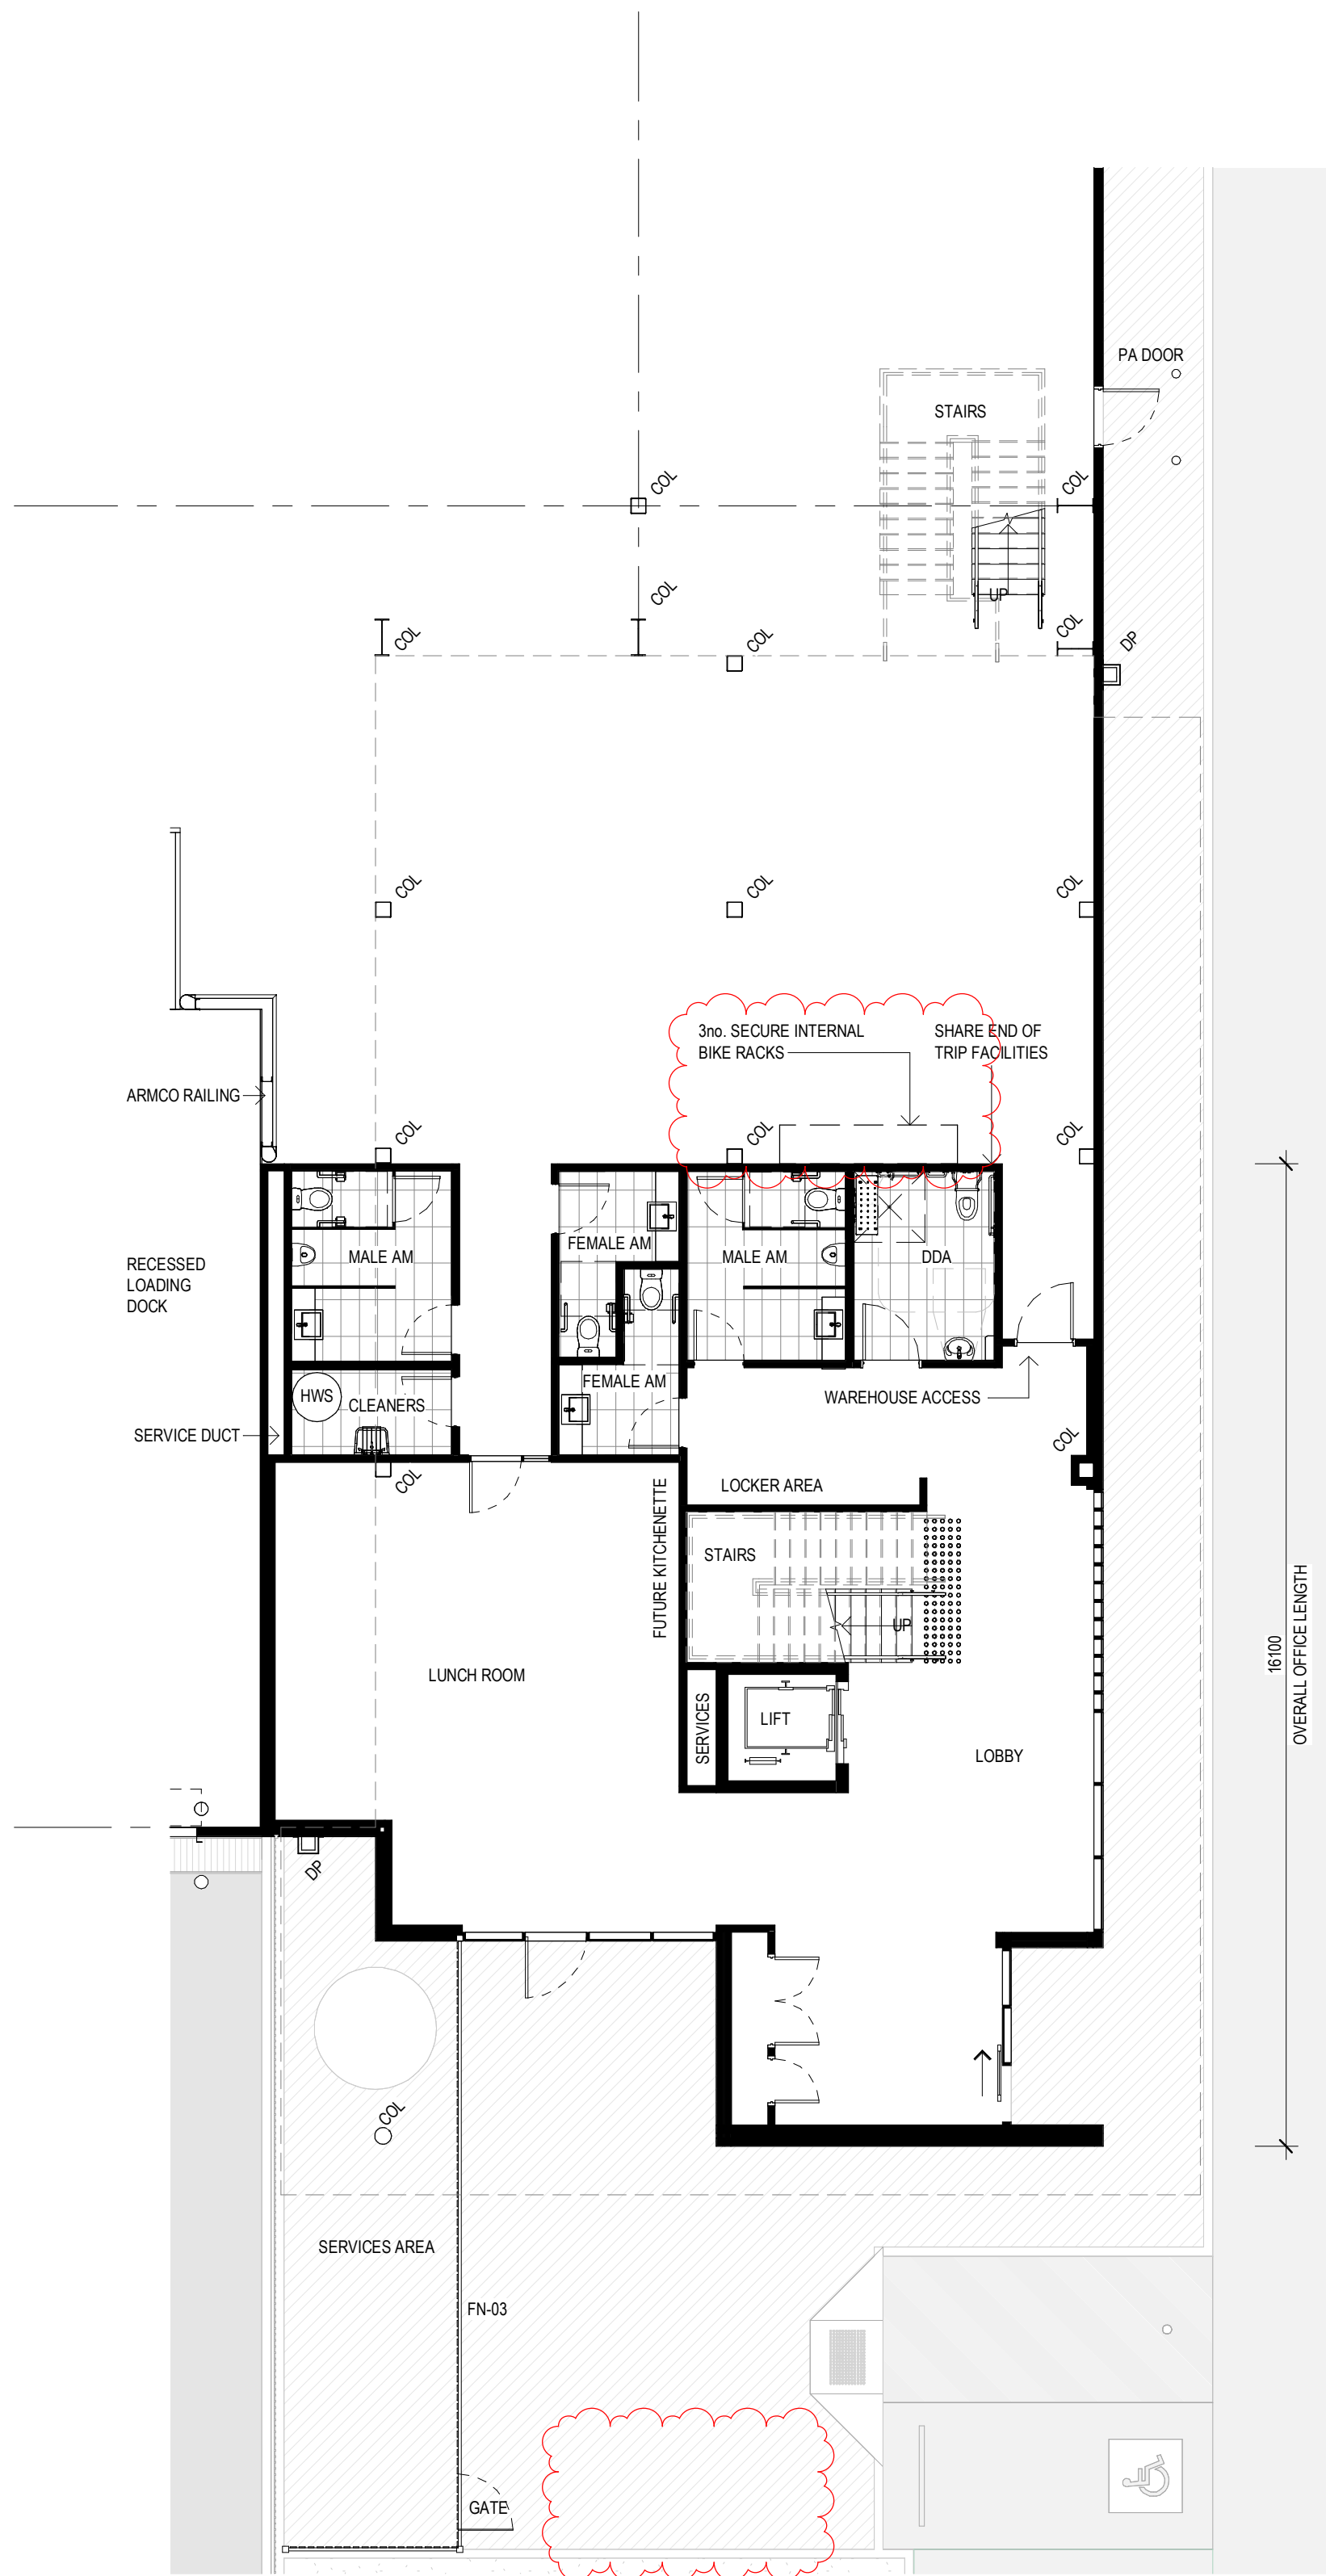 PA DOOR
STAIRS
COL
COL
COL
UP
COL
COL
COL
DP
COL
COL
COL
3no. SECURE INTERNAL
BIKE RACKS
SHARE END OF
TRIP FACILITIES
ARMCO RAILING
COL
COL
RECESSED
LOADING
DOCK
MALE AM
FEMALE AM
MALE AM
DDA
HWS
CLEANERS
FEMALE AM
WAREHOUSE ACCESS
SERVICE DUCT
COL
COL
LOCKER AREA
FUTURE KITCHENETTE
STAIRS
UP
LUNCH ROOM
SERVICES
LIFT
LOBBY
16100
OVERALL OFFICE LENGTH
DP
COL
SERVICES AREA
FN-03
GATE